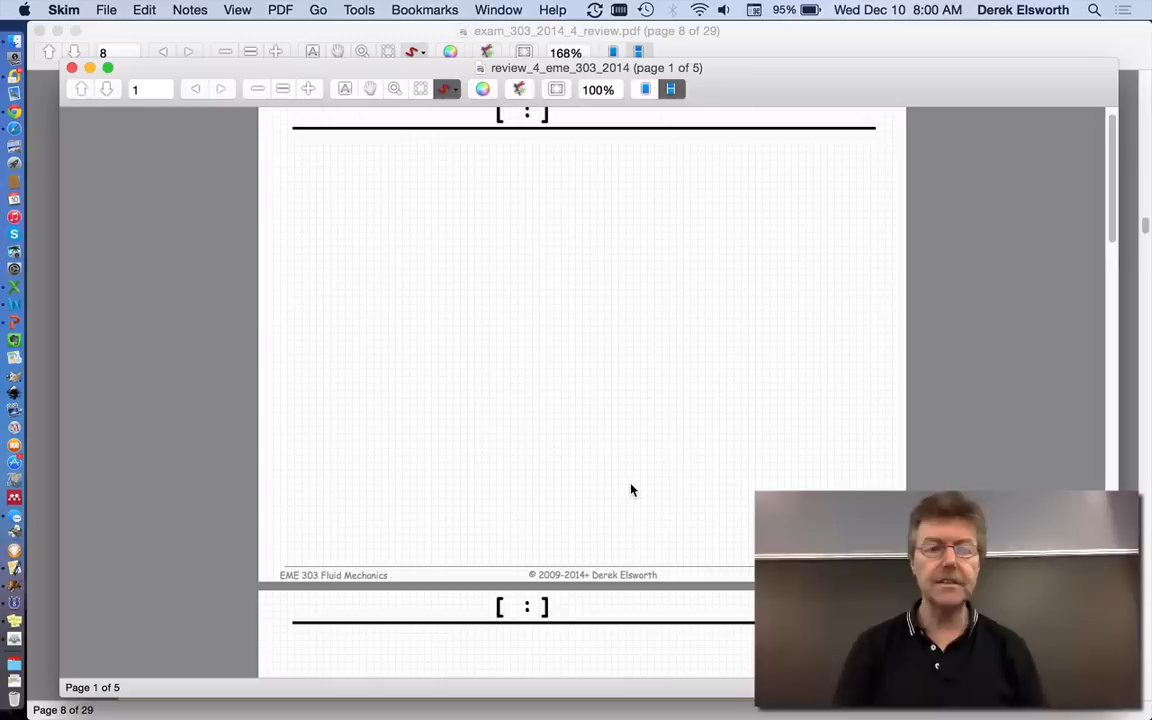 Skim File Edit Notes View PDF Go Tools Bookmarks Window Help 95% Wed Dec 10 8:00 AM Derek Elsworth
exam_303_2014_4_review.pdf (page 8 of 29)
8 168%
review_4_eme_303_2014 (page 1 of 5)
1 100%
[ : ]
EME 303 Fluid Mechanics © 2009-2014+ Derek Elsworth
[ : ]
Page 1 of 5
Page 8 of 29